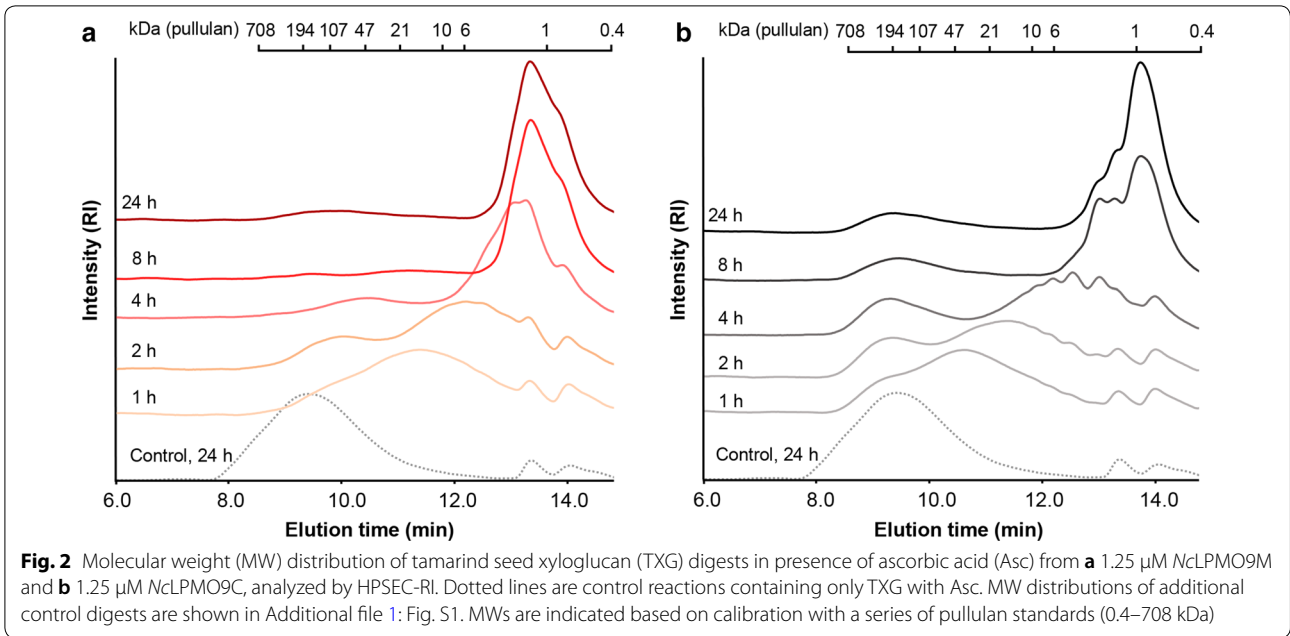 a
kDa (pullulan) 708 194 107 47 21 10 6 1 0.4
Intensity (RI)
24 h
8 h
4 h
2 h
1 h
Control, 24 h
6.0 8.0 10.0 12.0 14.0
Elution time (min)
b
kDa (pullulan) 708 194 107 47 21 10 6 1 0.4
Intensity (RI)
24 h
8 h
4 h
2 h
1 h
Control, 24 h
6.0 8.0 10.0 12.0 14.0
Elution time (min)
Fig. 2 Molecular weight (MW) distribution of tamarind seed xyloglucan (TXG) digests in presence of ascorbic acid (Asc) from a 1.25 µM NcLPMO9M
and b 1.25 µM NcLPMO9C, analyzed by HPSEC-RI. Dotted lines are control reactions containing only TXG with Asc. MW distributions of additional
control digests are shown in Additional file 1: Fig. S1. MWs are indicated based on calibration with a series of pullulan standards (0.4–708 kDa)